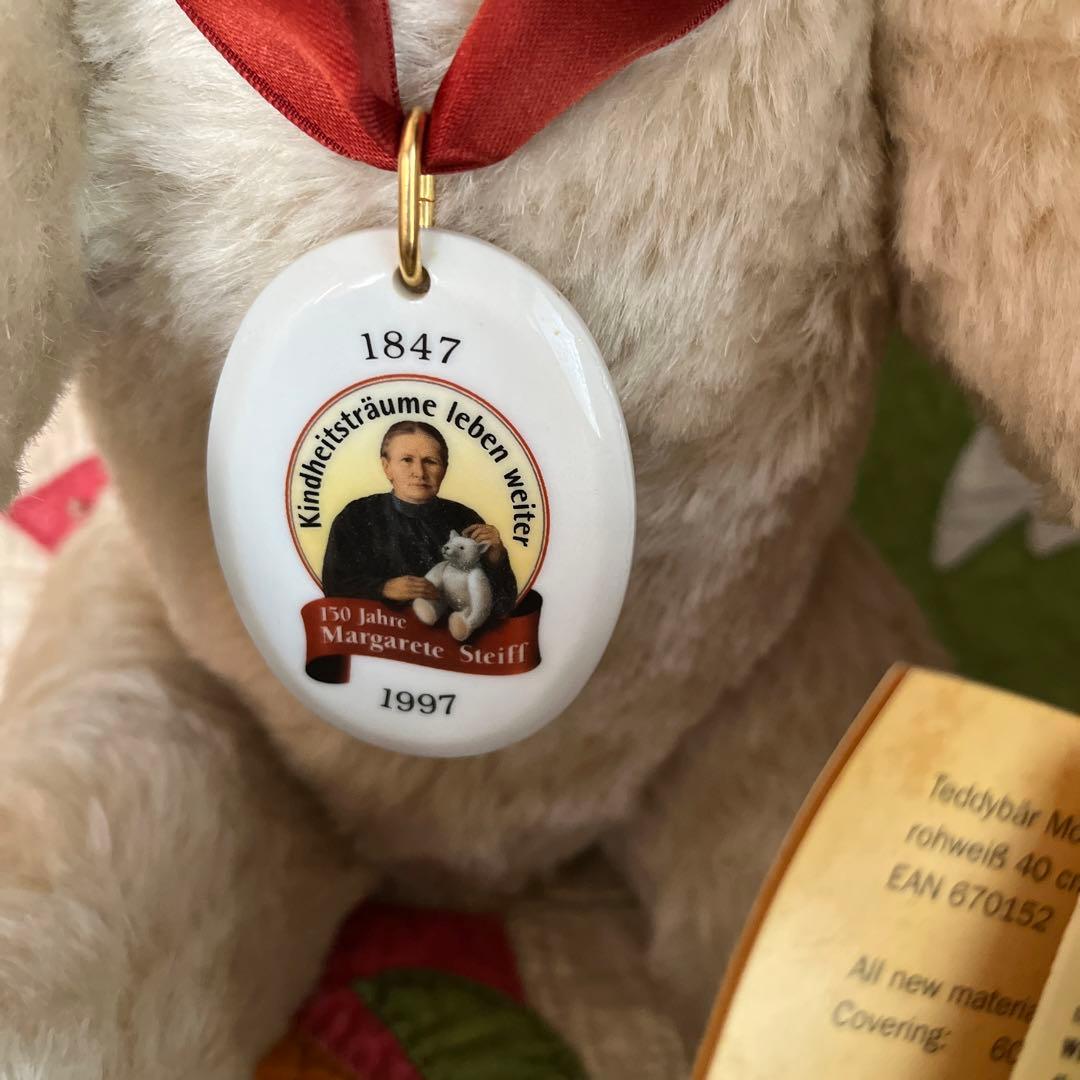 1847
Kindheitsträume leben weiter
150 Jahre
Margarete Steiff
1997
Teddybär
rohweiß 40
EAN 670152
All new
Covering: